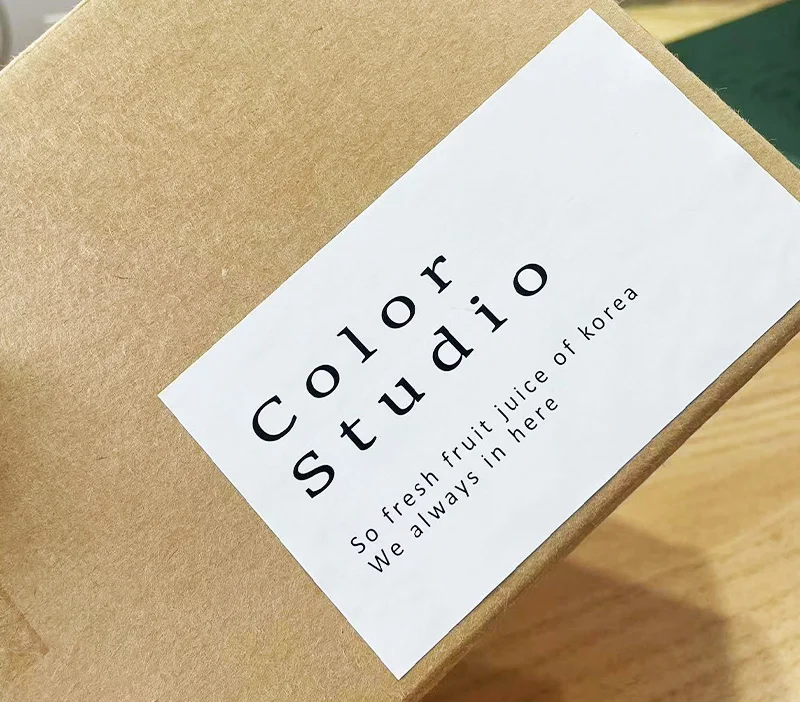 Color
Studio
So fresh fruit juice of korea
We always in here